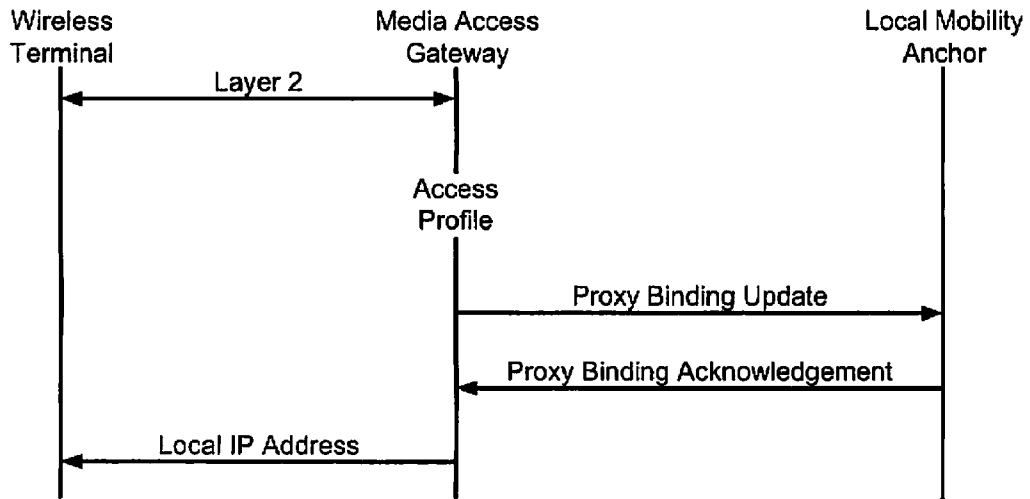 Wireless
Terminal
Media Access
Gateway
Local Mobility
Anchor
Layer 2
Access
Profile
Proxy Binding Update
Proxy Binding Acknowledgement
Local IP Address